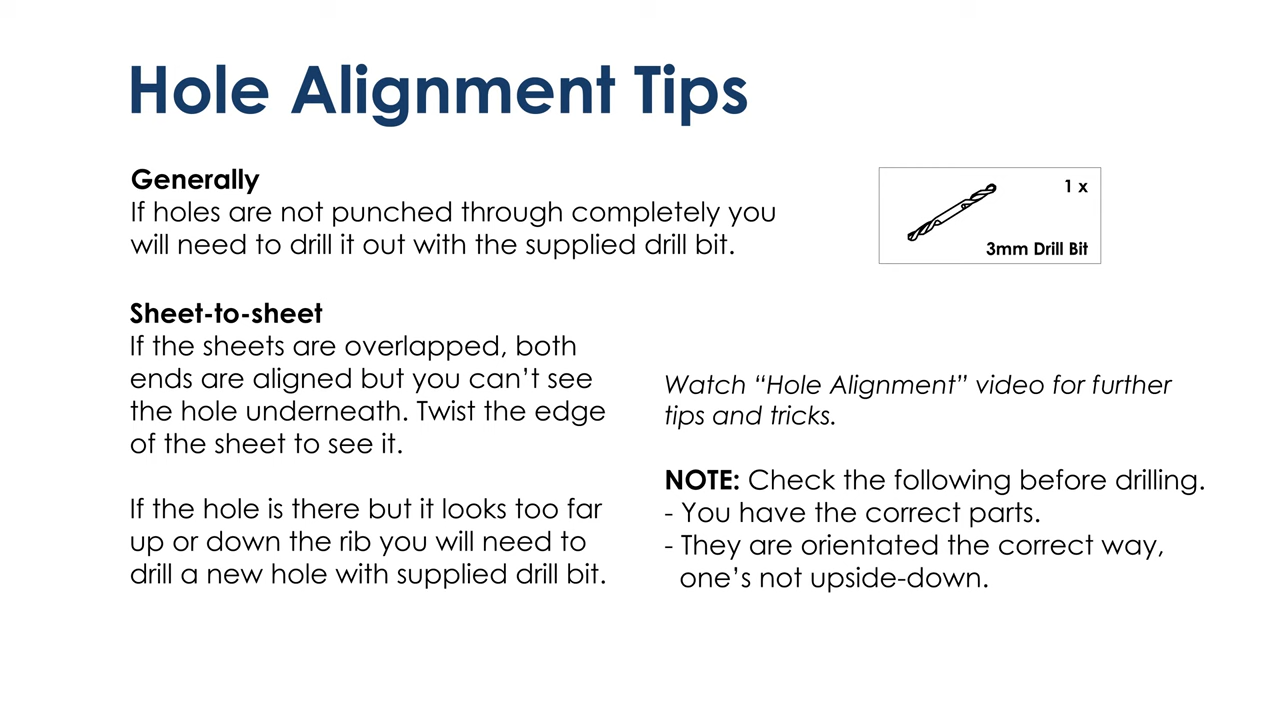 Hole Alignment Tips
Generally
If holes are not punched through completely you
will need to drill it out with the supplied drill bit.
1 x
3mm Drill Bit
Sheet-to-sheet
If the sheets are overlapped, both
ends are aligned but you can’t see
the hole underneath. Twist the edge
of the sheet to see it.
If the hole is there but it looks too far
up or down the rib you will need to
drill a new hole with supplied drill bit.
Watch “Hole Alignment” video for further
tips and tricks.
NOTE: Check the following before drilling.
- You have the correct parts.
- They are orientated the correct way,
one’s not upside-down.